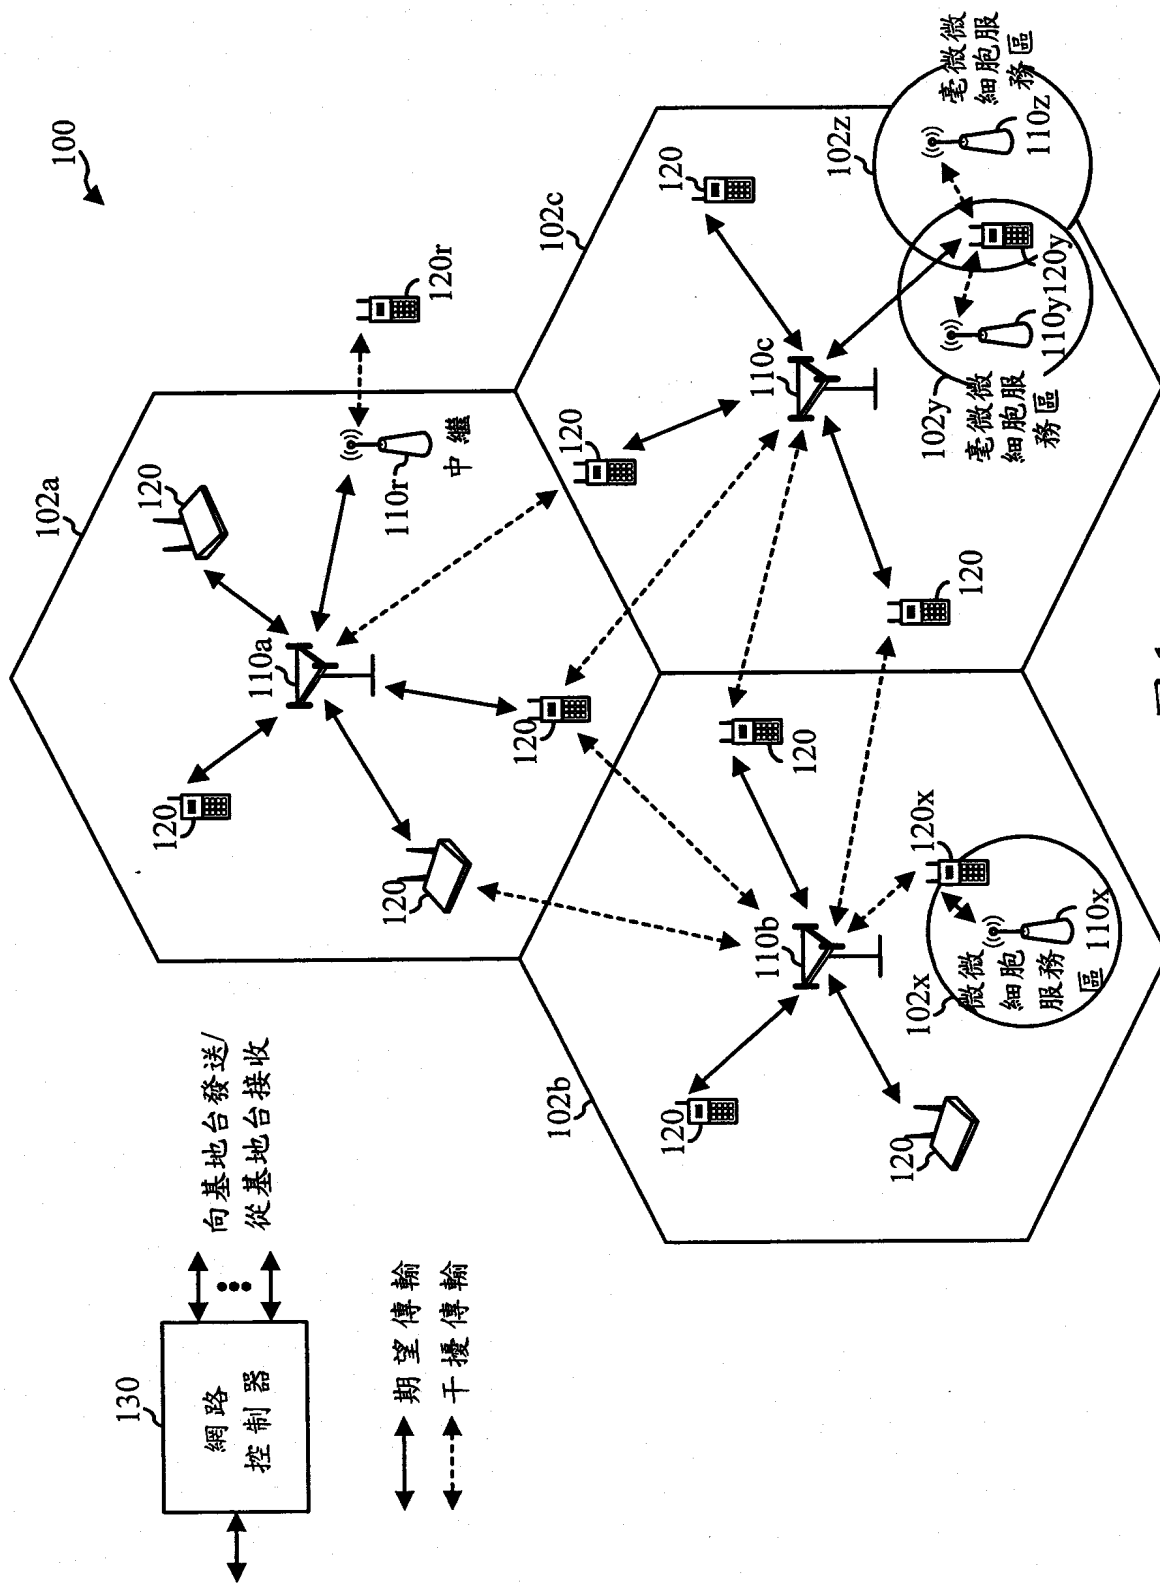 100
130
網路
控制器
向基地台發送/
從基地台接收
期望傳輸
干擾傳輸
102a
120
120
110a
120
120
110r
中繼
120r
102b
120
120
110b
120
120
102x
微微
細胞
服務
區
110x
120x
102c
120
120
110c
120
102y
毫微微
細胞服
務區
110y
120y
102z
毫微微
細胞服
務區
110z